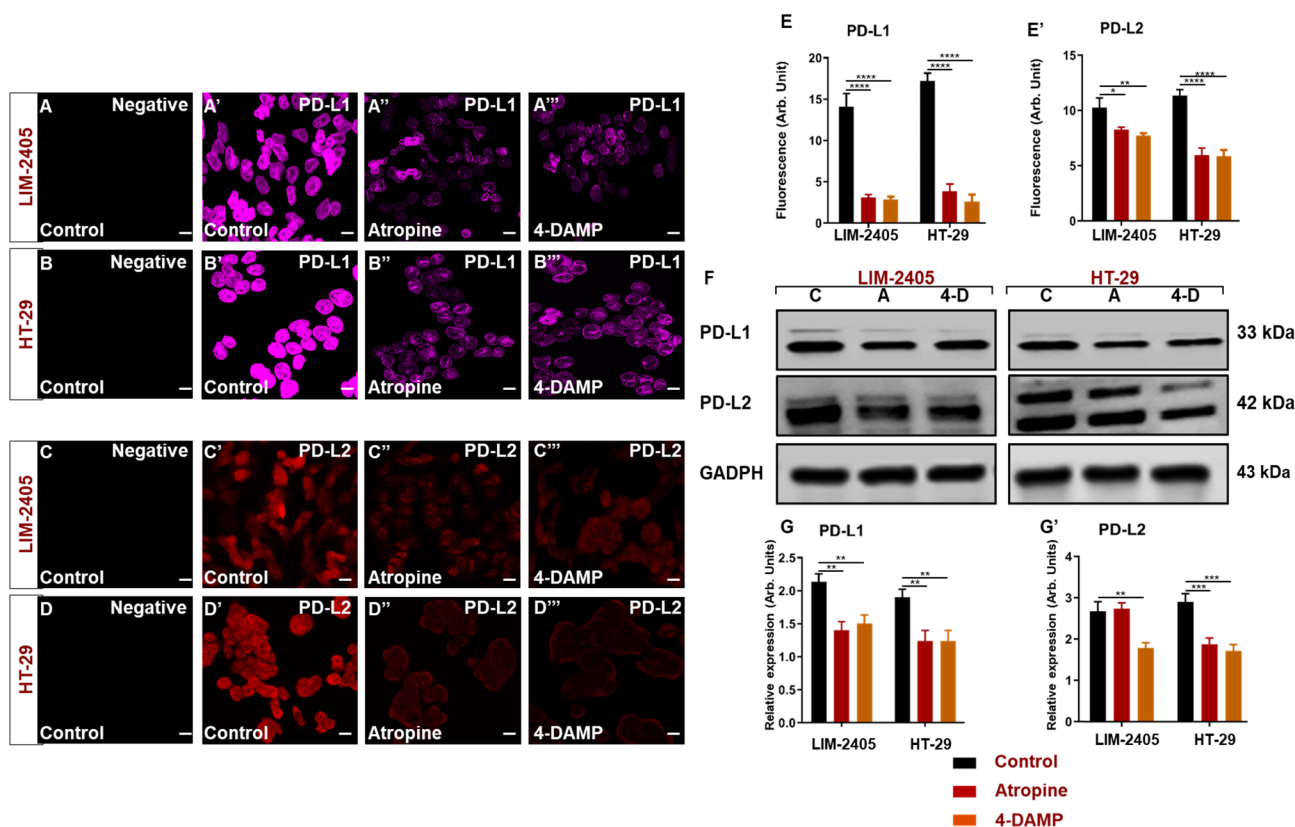 A Negative
Control
A' PD-L1
Control
A'' PD-L1
Atropine
A''' PD-L1
4-DAMP
LIM-2405
B Negative
Control
B' PD-L1
Control
B'' PD-L1
Atropine
B''' PD-L1
4-DAMP
HT-29
C Negative
Control
C' PD-L2
Control
C'' PD-L2
Atropine
C''' PD-L2
4-DAMP
LIM-2405
D Negative
Control
D' PD-L2
Control
D'' PD-L2
Atropine
D''' PD-L2
4-DAMP
HT-29
E
PD-L1
Fluorescence (Arb. Unit)
20
15
10
5
0
****
****
****
****
LIM-2405 HT-29
E'
PD-L2
Fluorescence (Arb. Unit)
15
10
5
0
**
*
****
****
LIM-2405 HT-29
F
LIM-2405 HT-29
C A 4-D C A 4-D
PD-L1 33 kDa
PD-L2 42 kDa
GADPH 43 kDa
G
PD-L1
Relative expression (Arb. Units)
2.5
2.0
1.5
1.0
0.5
0.0
**
**
**
**
LIM-2405 HT-29
G'
PD-L2
Relative expression (Arb. Units)
4
3
2
1
0
**
***
***
LIM-2405 HT-29
Control
Atropine
4-DAMP